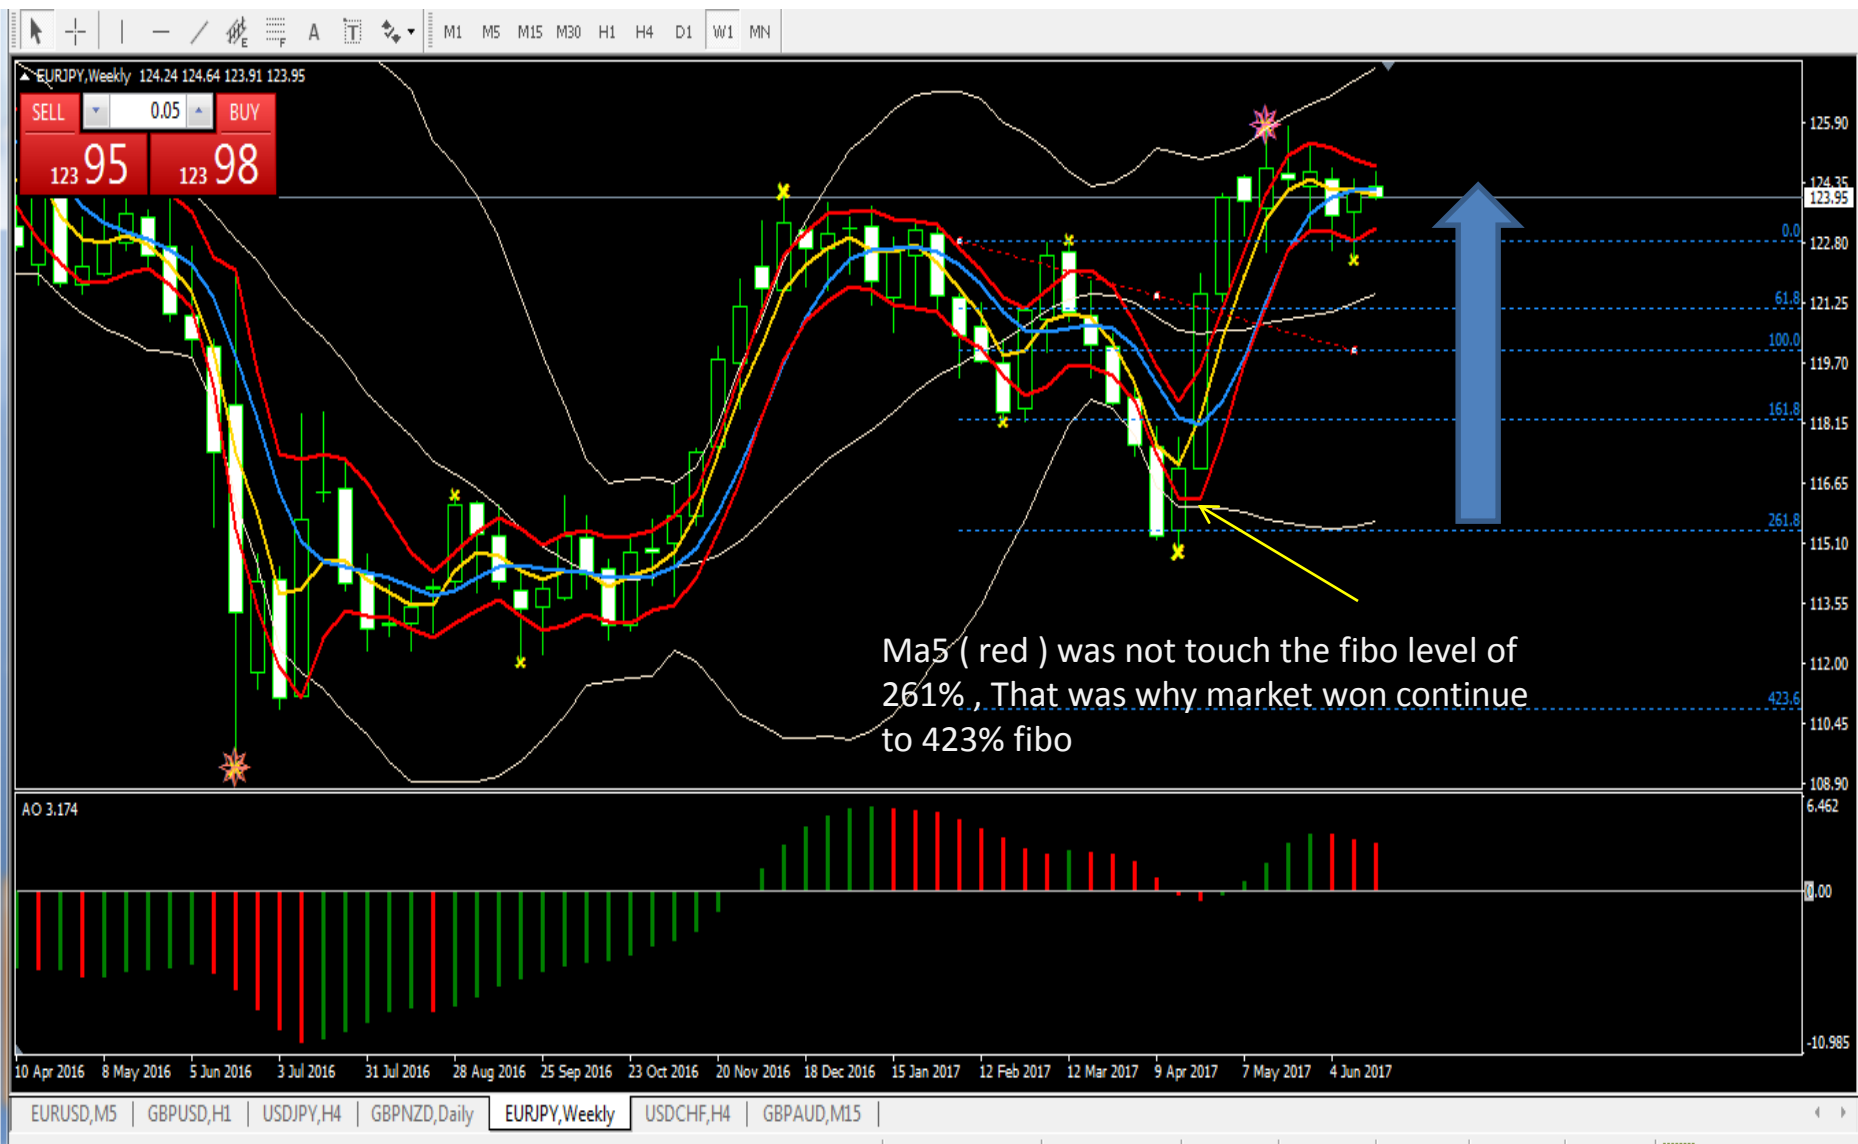 A T M1 M5 M15 M30 H1 H4 D1 W1 MN
EURJPY,Weekly 124.24 124.64 123.91 123.95
SELL 0.05 BUY
123 95 123 98
125.90
124.35
123.95
122.80
121.25
119.70
118.15
116.65
115.10
113.55
112.00
110.45
108.90
0.0
61.8
100.0
161.8
261.8
423.6
Ma5 ( red ) was not touch the fibo level of
261% , That was why market won continue
to 423% fibo
AO 3.174
6.462
0.00
-10.985
10 Apr 2016 8 May 2016 5 Jun 2016 3 Jul 2016 31 Jul 2016 28 Aug 2016 25 Sep 2016 23 Oct 2016 20 Nov 2016 18 Dec 2016 15 Jan 2017 12 Feb 2017 12 Mar 2017 9 Apr 2017 7 May 2017 4 Jun 2017
EURUSD,M5 GBPUSD,H1 USDJPY,H4 GBPNZD,Daily EURJPY,Weekly USDCHF,H4 GBPAUD,M15